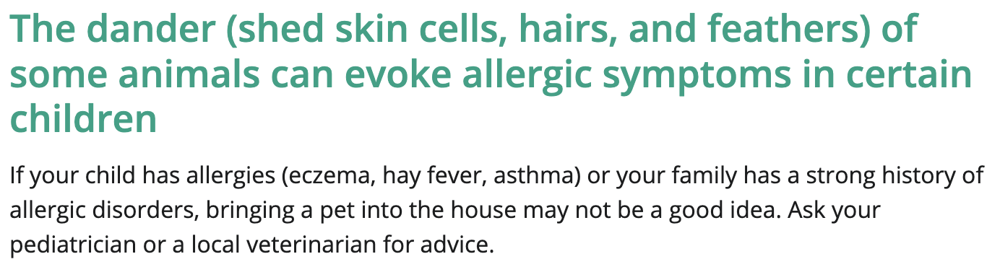 The dander (shed skin cells, hairs, and feathers) of
some animals can evoke allergic symptoms in certain
children
If your child has allergies (eczema, hay fever, asthma) or your family has a strong history of
allergic disorders, bringing a pet into the house may not be a good idea. Ask your
pediatrician or a local veterinarian for advice.